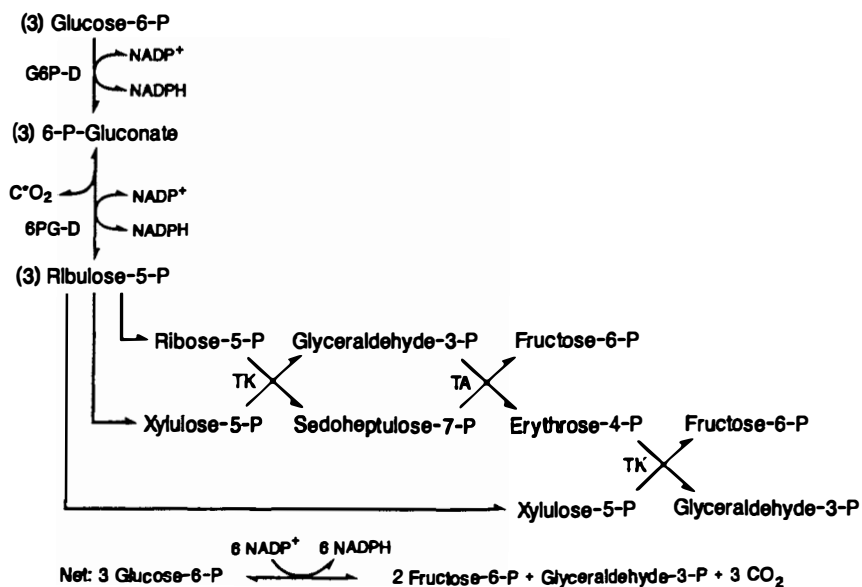 (3) Glucose-6-P
NADP+
G6P-D
NADPH
(3) 6-P-Gluconate
C*O2
NADP+
6PG-D
NADPH
(3) Ribulose-5-P
Ribose-5-P Glyceraldehyde-3-P Fructose-6-P
TK TA
Xylulose-5-P Sedoheptulose-7-P Erythrose-4-P Fructose-6-P
TK
Xylulose-5-P Glyceraldehyde-3-P
6 NADP+ 6 NADPH
Net: 3 Glucose-6-P 2 Fructose-6-P + Glyceraldehyde-3-P + 3 CO2